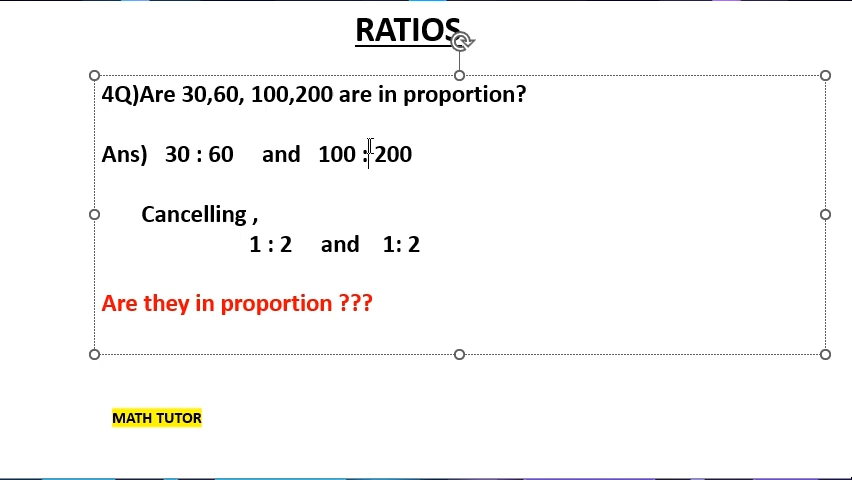 RATIOS
4Q)Are 30,60, 100,200 are in proportion?
Ans) 30 : 60 and 100 : 200
Cancelling ,
1 : 2 and 1: 2
Are they in proportion ???
MATH TUTOR